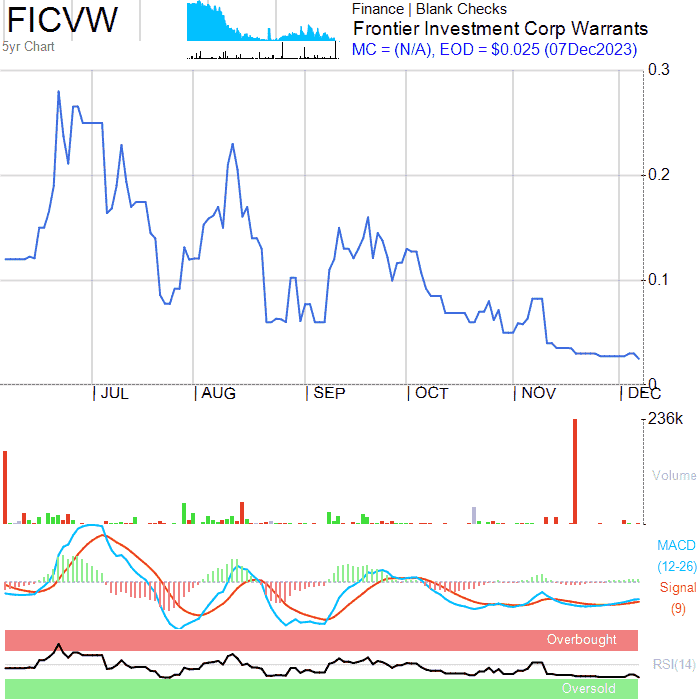 FICVW
5yr Chart
Finance | Blank Checks
Frontier Investment Corp Warrants
MC = (N/A), EOD = $0.025 (07Dec2023)
0.3
0.2
0.1
0
JUL AUG SEP OCT NOV DEC
236k
Volume
MACD
(12-26)
Signal
(9)
Overbought
RSI(14)
Oversold